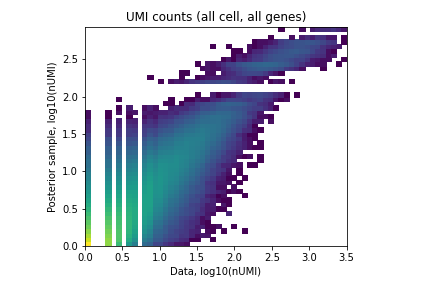 UMI counts (all cell, all genes)
Posterior sample, log10(nUMI)
2.5
2.0
1.5
1.0
0.5
0.0
0.0 0.5 1.0 1.5 2.0 2.5 3.0 3.5
Data, log10(nUMI)